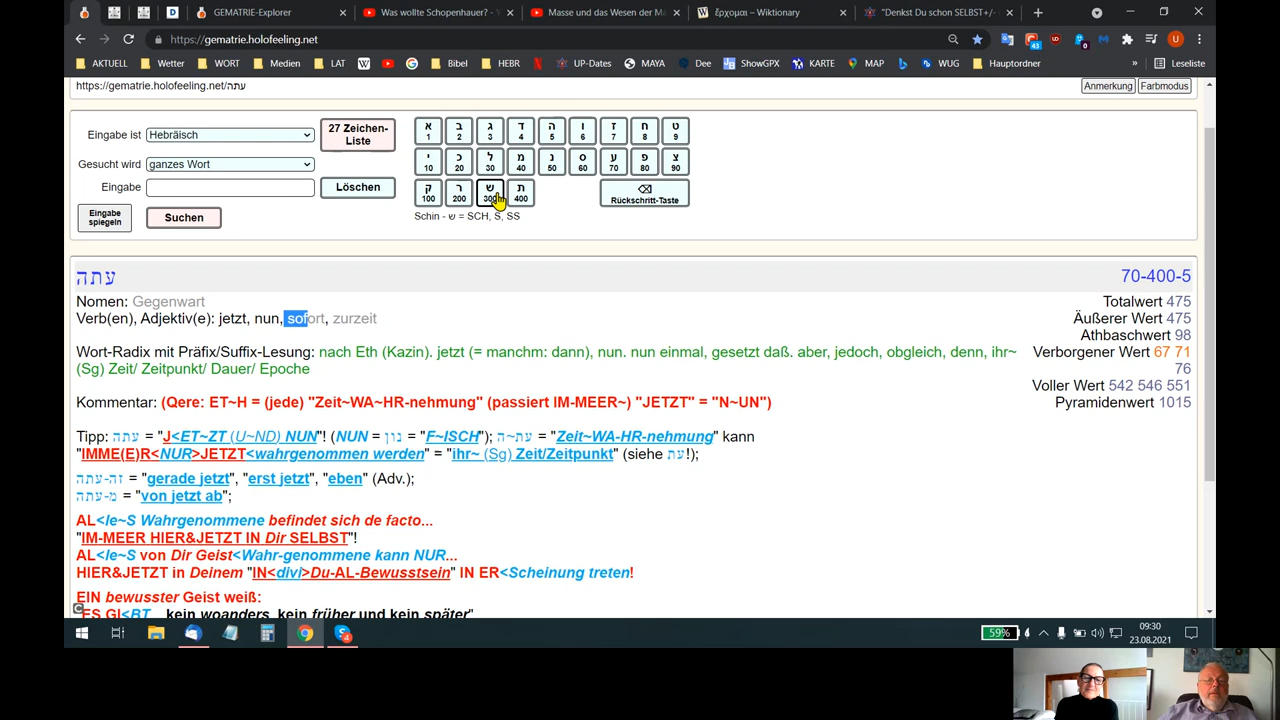 GEMATRIE-Explorer
Was wollte Schopenhauer? -
Masse und das Wesen der Ma
ἔρχομαι – Wiktionary
"Denkst Du schon SELBST+/-
https://gematrie.holofeeling.net
43
0
U
AKTUELL Wetter WORT Medien LAT Bibel HEBR UP-Dates MAYA Dee ShowGPX KARTE MAP WUG Hauptordner » Leseliste
https://gematrie.holofeeling.net/עתה
Anmerkung Farbmodus
Eingabe ist Hebräisch 27 Zeichen-Liste
Gesucht wird ganzes Wort
Eingabe Löschen
Eingabe spiegeln Suchen
א ב ג ד ה ו ז ח ט
1 2 3 4 5 6 7 8 9
י כ ל מ נ ס ע פ צ
10 20 30 40 50 60 70 80 90
ק ר ש ת ⌫
100 200 300 400 Rückschritt-Taste
Schin - ש = SCH, S, SS
עתה 70-400-5
Nomen: Gegenwart Totalwert 475
Verb(en), Adjektiv(e): jetzt, nun, sofort, zurzeit Äußerer Wert 475
Athbaschwert 98
Wort-Radix mit Präfix/Suffix-Lesung: nach Eth (Kazin). jetzt (= manchm: dann), nun. nun einmal, gesetzt daß. aber, jedoch, obgleich, denn, ihr~ Verborgener Wert 67 71
(Sg) Zeit/ Zeitpunkt/ Dauer/ Epoche 76
Voller Wert 542 546 551
Kommentar: (Qere: ET~H = (jede) "Zeit~WA~HR-nehmung" (passiert IM-MEER~) "JETZT" = "N~UN") Pyramidenwert 1015
Tipp: עתה = "J<ET~ZT (U~ND) NUN"! (NUN = נון = "F~ISCH"); עת~ה = "Zeit~WA-HR-nehmung" kann
"IMME(E)R<NUR>JETZT<wahrgenommen werden" = "ihr~ (Sg) Zeit/Zeitpunkt" (siehe עת!);
זה-עתה = "gerade jetzt", "erst jetzt", "eben" (Adv.);
מ-עתה = "von jetzt ab";
AL<le~S Wahrgenommene befindet sich de facto...
"IM-MEER HIER&JETZT IN Dir SELBST"!
AL<le~S von Dir Geist<Wahr-genommene kann NUR...
HIER&JETZT in Deinem "IN<divi>Du-AL-Bewusstsein" IN ER<Scheinung treten!
EIN bewusster Geist weiß:
"ES GI<BT... kein woanders, kein früher und kein später"
59%
09:30
23.08.2021